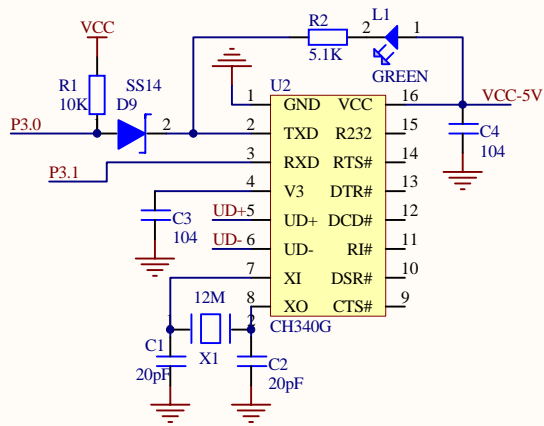 R2
2
L1
1
VCC
5.1K
GREEN
R1
10K
SS14
D9
U2
1
GND
VCC
16
VCC-5V
P3.0
1
2
2
TXD
R232
15
C4
104
3
RXD
RTS#
14
P3.1
4
V3
DTR#
13
C3
104
UD+
5
UD+
DCD#
12
UD-
6
UD-
RI#
11
7
XI
DSR#
10
12M
8
XO
CTS#
9
1
2
CH340G
C1
20pF
X1
C2
20pF